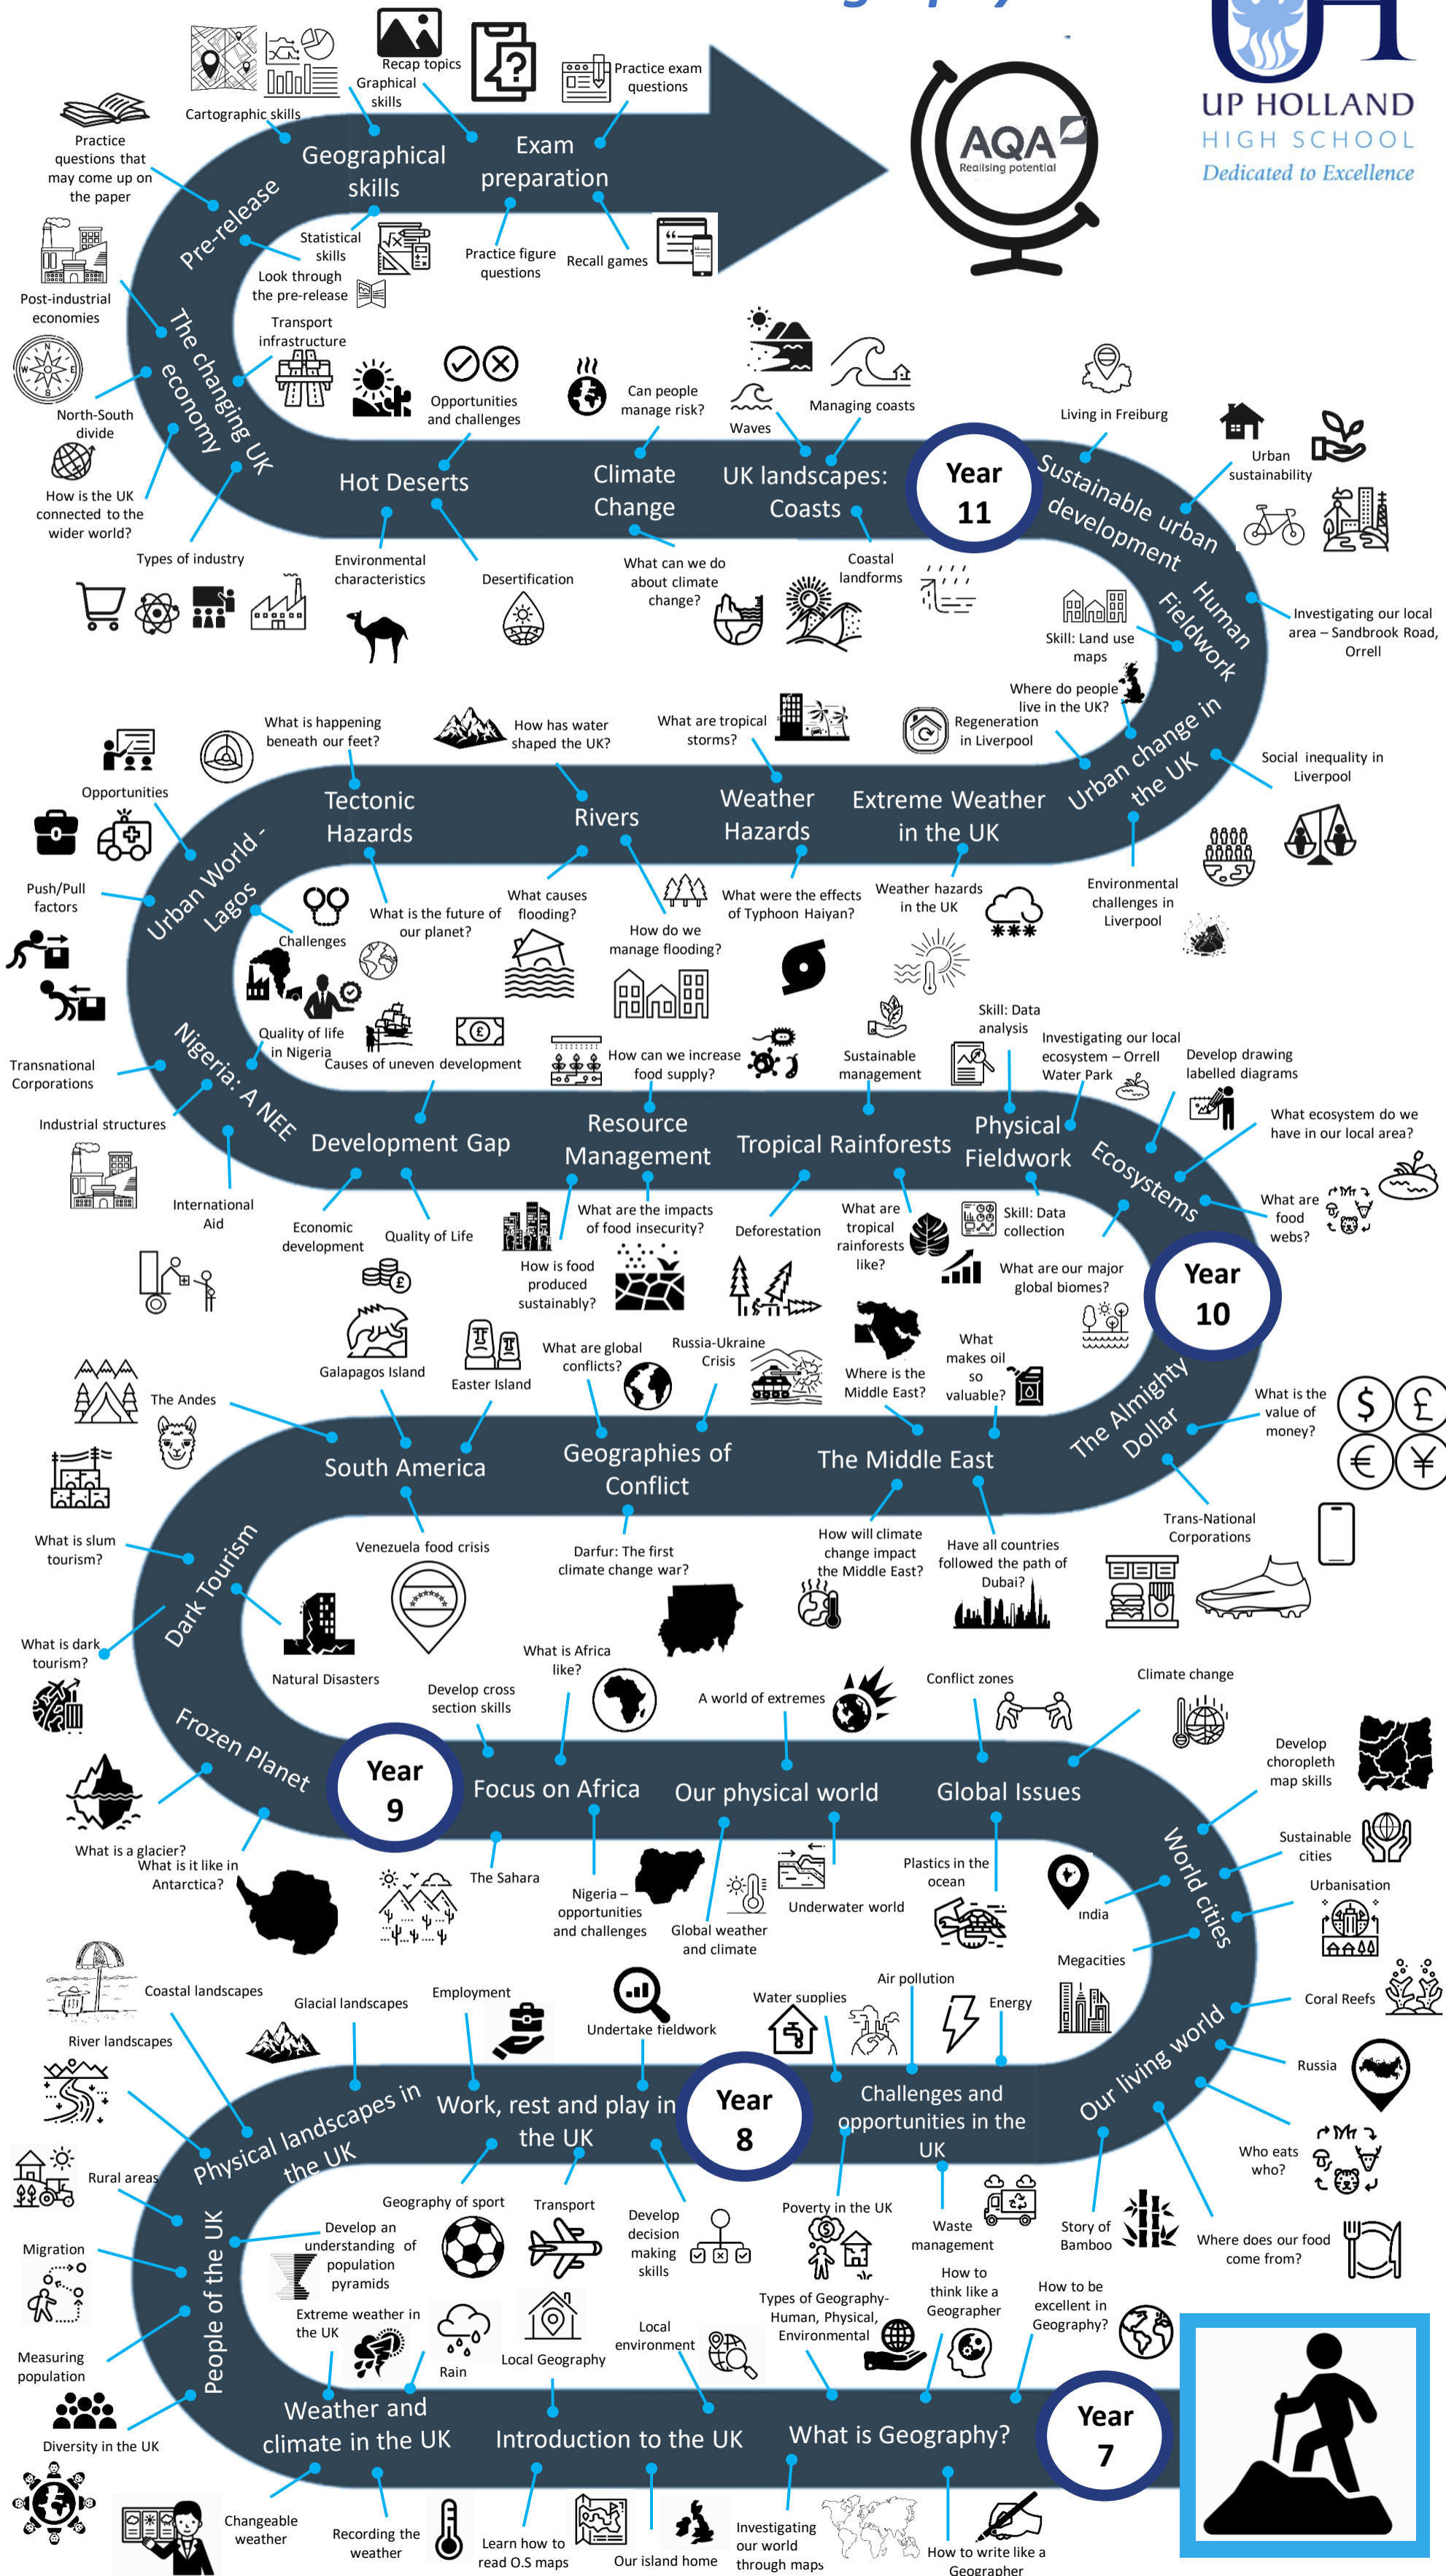 UP HOLLAND
HIGH SCHOOL
Dedicated to Excellence
AQA
Realising potential
Recap topics
Graphical
skills
Practice exam
questions
Cartographic skills
Practice
questions that
may come up on
the paper
Geographical
skills
Exam
preparation
Pre-release
Statistical
skills
Look through
the pre-release
Practice figure
questions
Recall games
Post-industrial
economies
Transport
infrastructure
The changing UK
economy
North-South
divide
How is the UK
connected to the
wider world?
Types of industry
Opportunities
and challenges
Can people
manage risk?
Waves
Managing coasts
Living in Freiburg
Urban
sustainability
Hot Deserts
Climate
Change
UK landscapes:
Coasts
Year
11
Sustainable urban
development
Environmental
characteristics
Desertification
What can we do
about climate
change?
Coastal
landforms
Human
Fieldwork
Skill: Land use
maps
Investigating our local
area – Sandbrook Road,
Orrell
Where do people
live in the UK?
Regeneration
in Liverpool
Urban change in
the UK
Social inequality in
Liverpool
Environmental
challenges in
Liverpool
What is happening
beneath our feet?
How has water
shaped the UK?
What are tropical
storms?
Opportunities
Tectonic
Hazards
Rivers
Weather
Hazards
Extreme Weather
in the UK
Urban World -
Lagos
Push/Pull
factors
Challenges
What is the future of
our planet?
What causes
flooding?
How do we
manage flooding?
What were the effects
of Typhoon Haiyan?
Weather hazards
in the UK
Transnational
Corporations
Nigeria: A NEE
Quality of life
in Nigeria
Causes of uneven development
How can we increase
food supply?
Sustainable
management
Skill: Data
analysis
Investigating our local
ecosystem – Orrell
Water Park
Develop drawing
labelled diagrams
What ecosystem do we
have in our local area?
Industrial structures
International
Aid
Development Gap
Resource
Management
Tropical Rainforests
Physical
Fieldwork
Ecosystems
What are
food
webs?
Economic
development
Quality of Life
What are the impacts
of food insecurity?
How is food
produced
sustainably?
Deforestation
What are
tropical
rainforests
like?
Skill: Data
collection
What are our major
global biomes?
Year
10
Galapagos Island
Easter Island
What are global
conflicts?
Russia-Ukraine
Crisis
Where is the
Middle East?
What
makes oil
so
valuable?
The Almighty
Dollar
What is the
value of
money?
$ £
€ ¥
Trans-National
Corporations
The Andes
South America
Geographies of
Conflict
The Middle East
What is slum
tourism?
Dark Tourism
Venezuela food crisis
Darfur: The first
climate change war?
How will climate
change impact
the Middle East?
Have all countries
followed the path of
Dubai?
What is dark
tourism?
Natural Disasters
Frozen Planet
Develop cross
section skills
What is Africa
like?
A world of extremes
Conflict zones
Climate change
Year
9
Focus on Africa
Our physical world
Global Issues
Develop
choropleth
map skills
What is a glacier?
What is it like in
Antarctica?
The Sahara
Nigeria –
opportunities
and challenges
Global weather
and climate
Underwater world
Plastics in the
ocean
India
Megacities
World cities
Sustainable
cities
Urbanisation
Coastal landscapes
River landscapes
Glacial landscapes
Employment
Undertake fieldwork
Water supplies
Air pollution
Energy
Our living world
Coral Reefs
Russia
Who eats
who?
Physical landscapes in
the UK
Work, rest and play in
the UK
Year
8
Challenges and
opportunities in the
UK
Rural areas
Migration
Measuring
population
Diversity in the UK
People of the UK
Develop an
understanding of
population
pyramids
Geography of sport
Transport
Develop
decision
making
skills
Poverty in the UK
Waste
management
Story of
Bamboo
Where does our food
come from?
Extreme weather in
the UK
Rain
Local Geography
Local
environment
Types of Geography-
Human, Physical,
Environmental
How to
think like a
Geographer
How to be
excellent in
Geography?
Weather and
climate in the UK
Introduction to the UK
What is Geography?
Year
7
Changeable
weather
Recording the
weather
Learn how to
read O.S maps
Our island home
Investigating
our world
through maps
How to write like a
Geographer